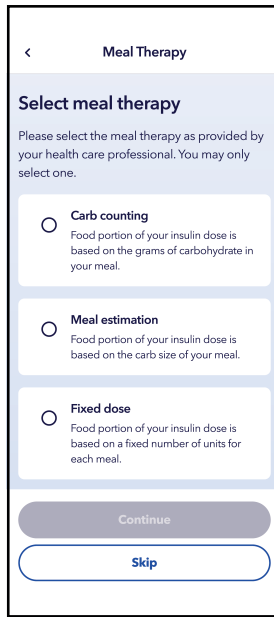 Meal Therapy
Select meal therapy
Please select the meal therapy as provided by
your health care professional. You may only
select one.
Carb counting
Food portion of your insulin dose is
based on the grams of carbohydrate in
your meal.
Meal estimation
Food portion of your insulin dose is
based on the carb size of your meal.
Fixed dose
Food portion of your insulin dose is
based on a fixed number of units for
each meal.
Continue
Skip